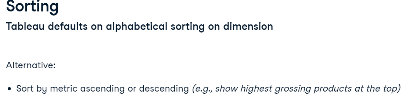 Sorting
Tableau defaults on alphabetical sorting on dimension
Alternative:
• Sort by metric ascending or descending (e.g., show highest grossing products at the top)